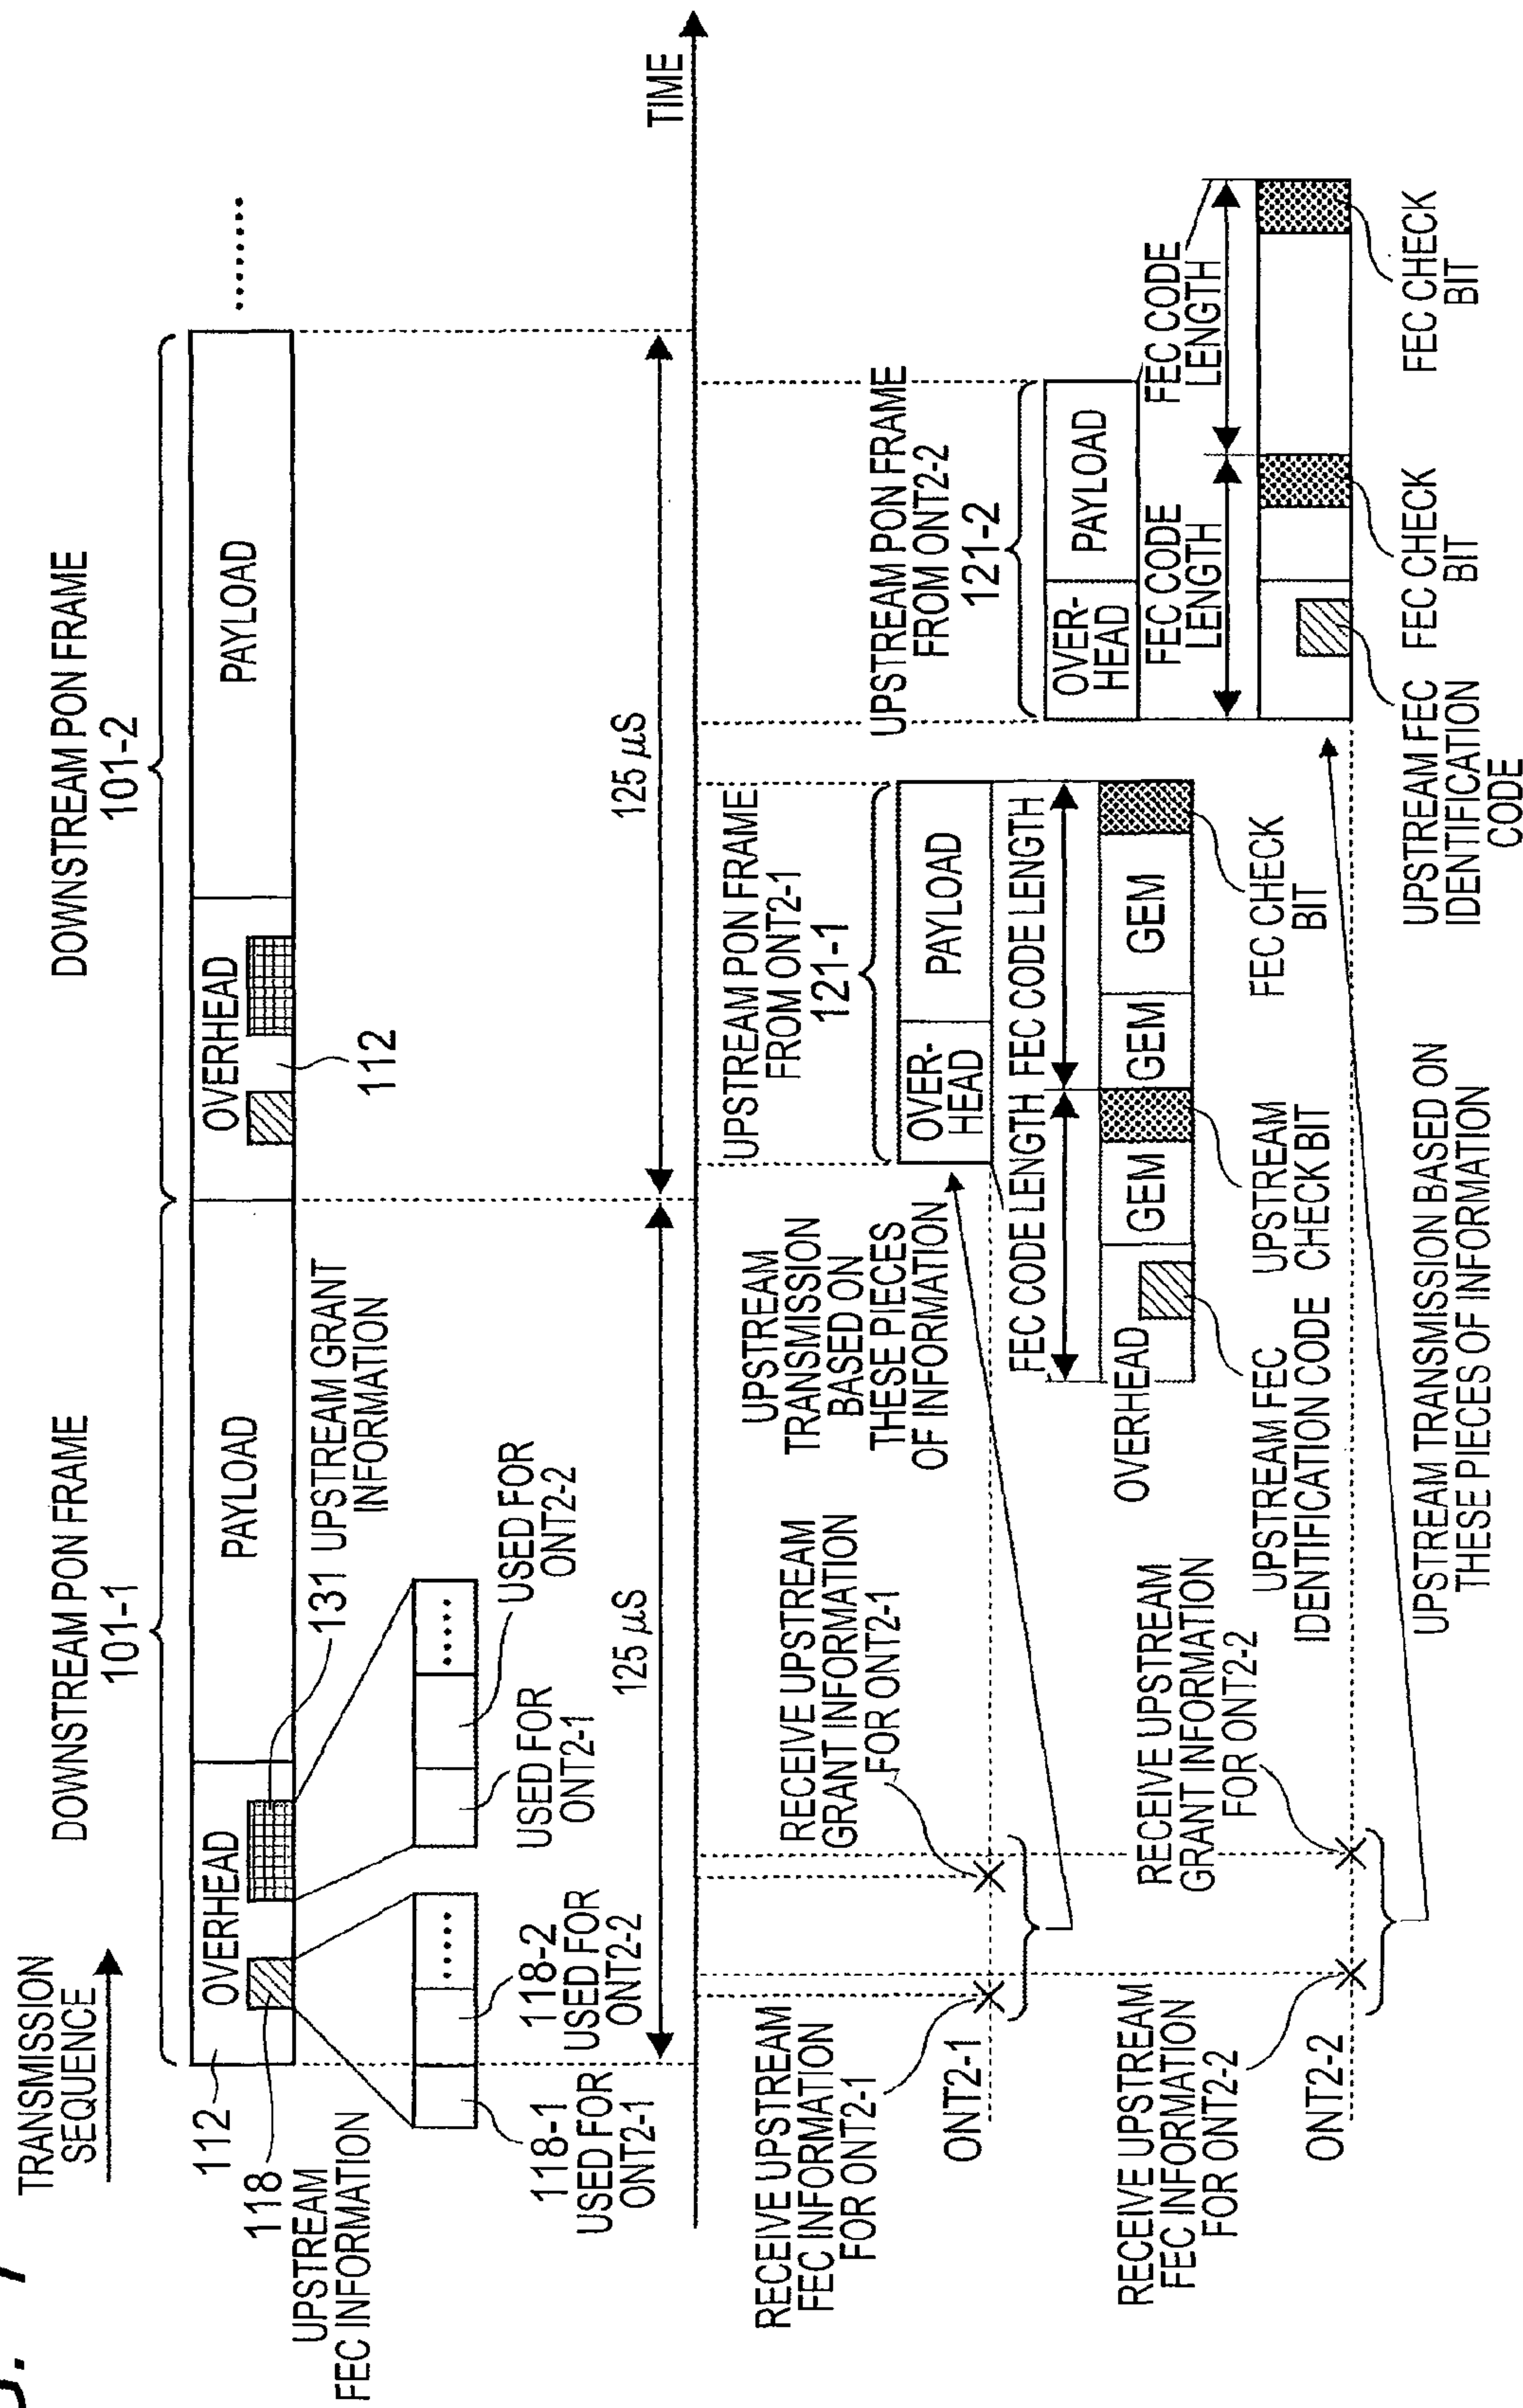 TRANSMISSION
SEQUENCE
DOWNSTREAM PON FRAME
101-1
DOWNSTREAM PON FRAME
101-2
112
OVERHEAD
PAYLOAD
OVERHEAD
PAYLOAD
.......
118
UPSTREAM
FEC INFORMATION
131 UPSTREAM GRANT
INFORMATION
112
.....
.....
118-1
USED FOR
ONT2-1
118-2
USED FOR
ONT2-2
USED FOR
ONT2-1
USED FOR
ONT2-2
125 μS
125 μS
TIME
RECEIVE UPSTREAM
FEC INFORMATION
FOR ONT2-1
RECEIVE UPSTREAM
GRANT INFORMATION
FOR ONT2-1
UPSTREAM
TRANSMISSION
BASED ON
THESE PIECES
OF INFORMATION
UPSTREAM PON FRAME
FROM ONT2-1
121-1
OVER-
HEAD
PAYLOAD
ONT2-1
FEC CODE LENGTH
FEC CODE LENGTH
OVERHEAD
GEM
GEM
GEM
UPSTREAM FEC
IDENTIFICATION CODE
UPSTREAM
CHECK BIT
FEC CHECK
BIT
UPSTREAM PON FRAME
FROM ONT2-2
121-2
OVER-
HEAD
PAYLOAD
FEC CODE
LENGTH
FEC CODE
LENGTH
RECEIVE UPSTREAM
FEC INFORMATION
FOR ONT2-2
RECEIVE UPSTREAM
GRANT INFORMATION
FOR ONT2-2
ONT2-2
UPSTREAM FEC
IDENTIFICATION
CODE
FEC CHECK
BIT
FEC CHECK
BIT
UPSTREAM TRANSMISSION BASED ON
THESE PIECES OF INFORMATION